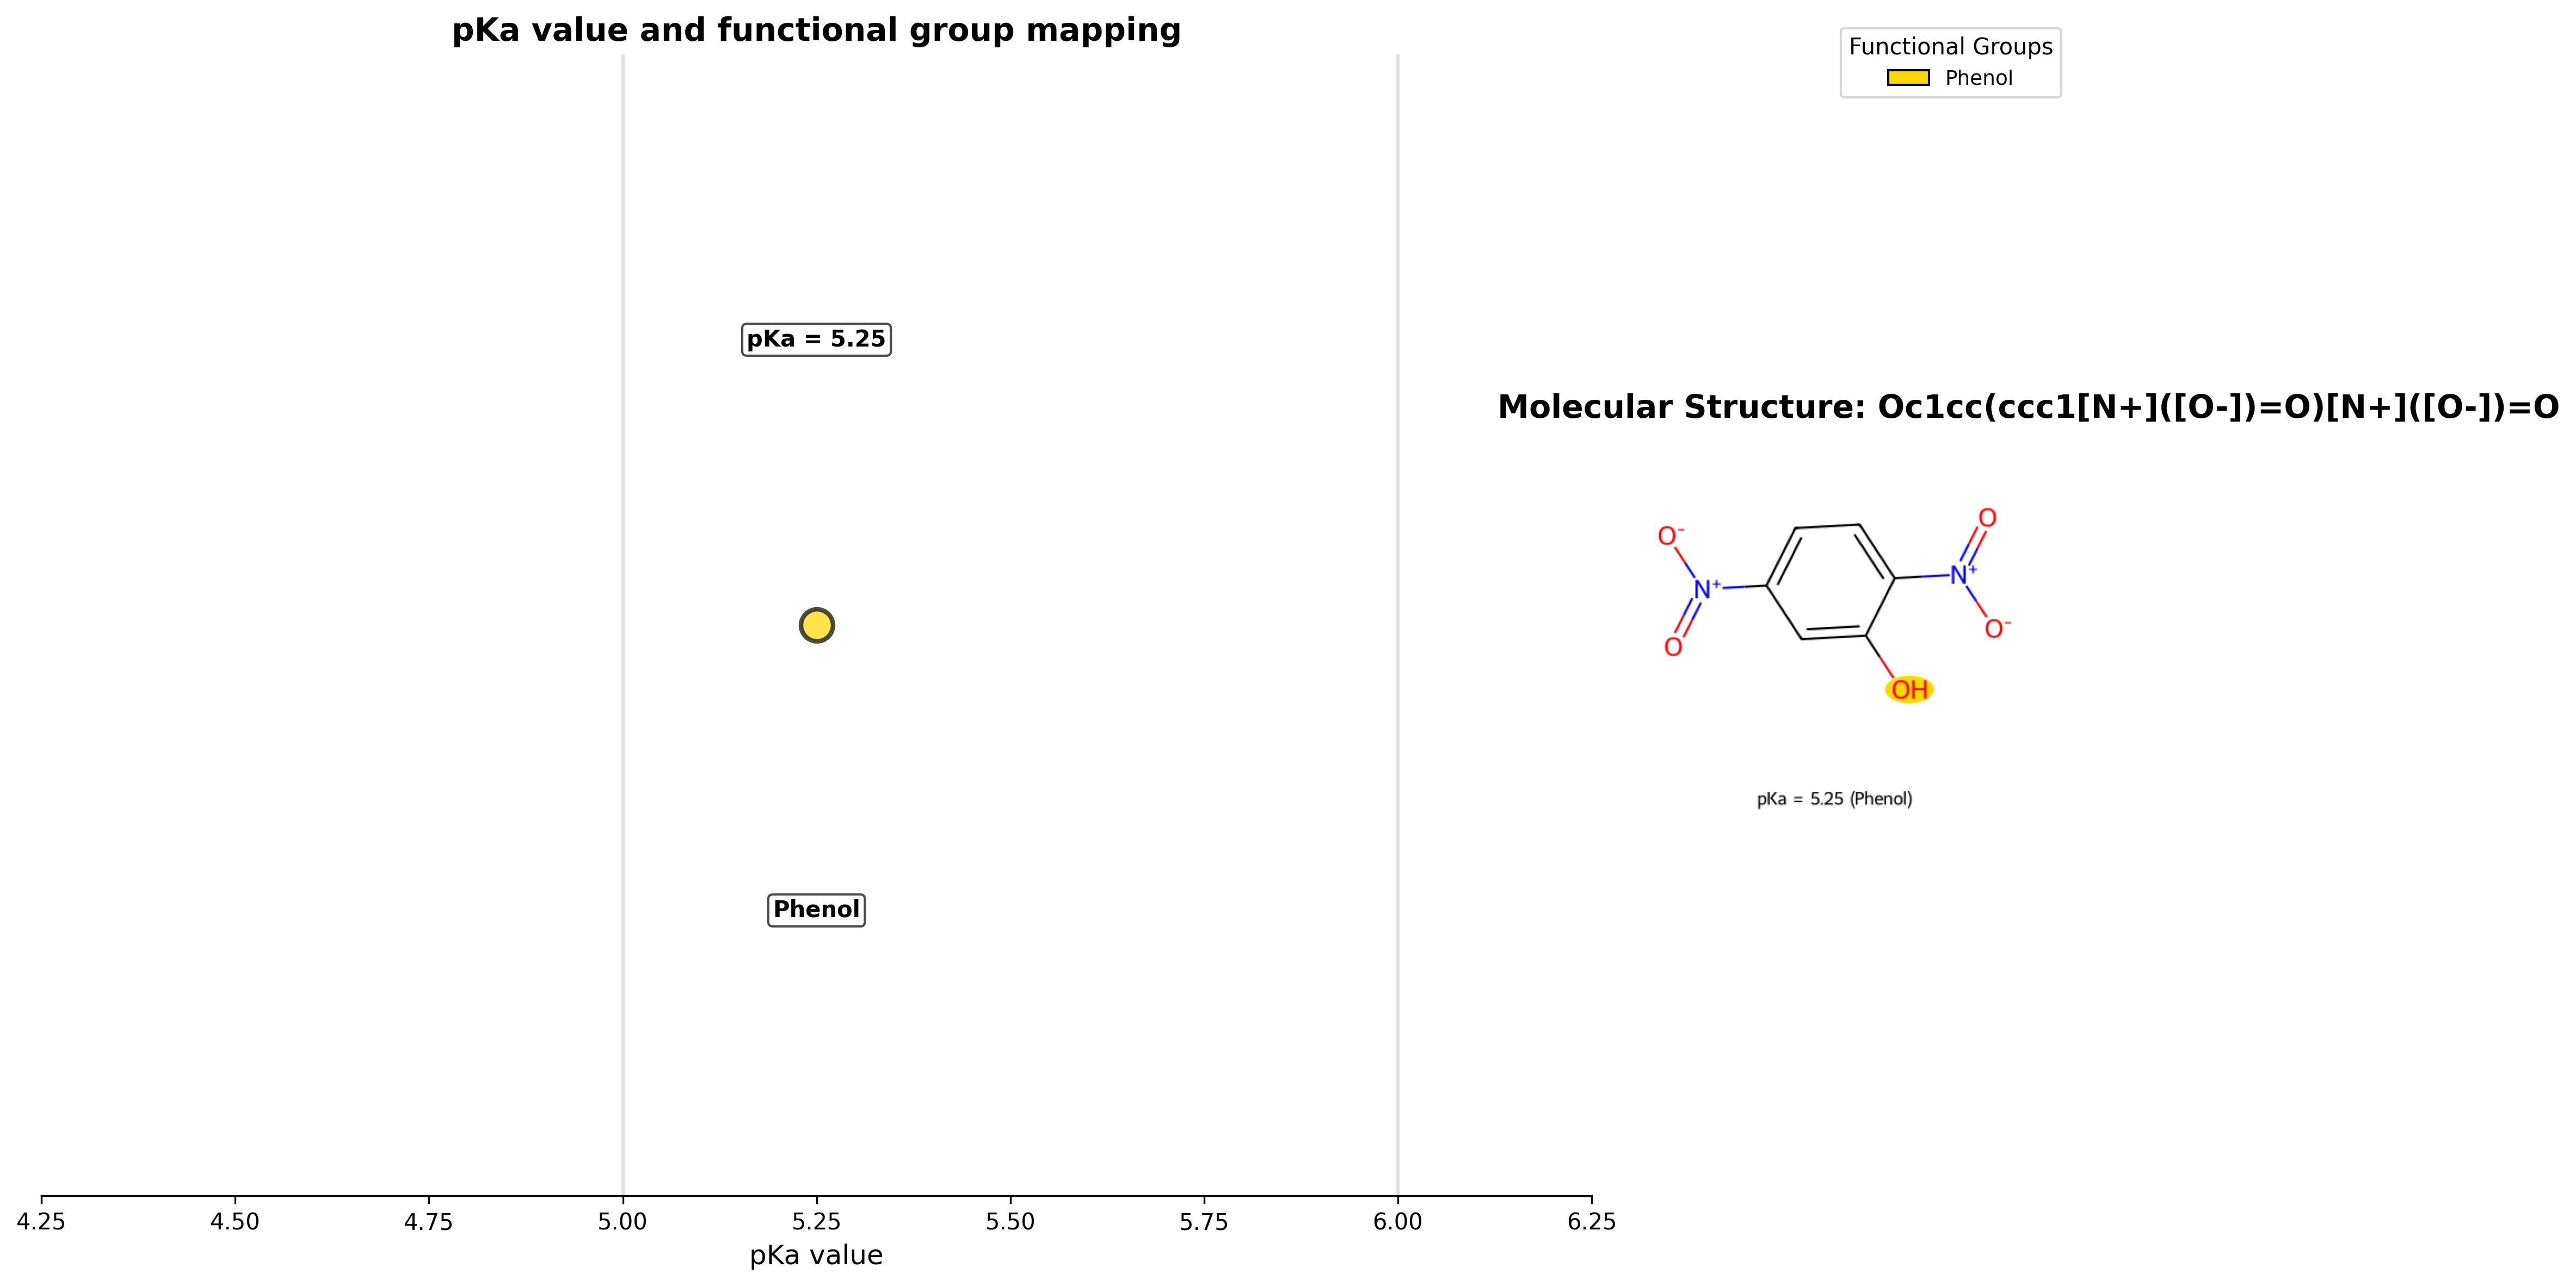 pKa value and functional group mapping
Functional Groups
Phenol
pKa = 5.25
Molecular Structure: Oc1cc(ccc1[N+]([O-])=O)[N+]([O-])=O
O⁻
N⁺
O
O
N⁺
O⁻
OH
pKa = 5.25 (Phenol)
Phenol
4.25 4.50 4.75 5.00 5.25 5.50 5.75 6.00 6.25
pKa value